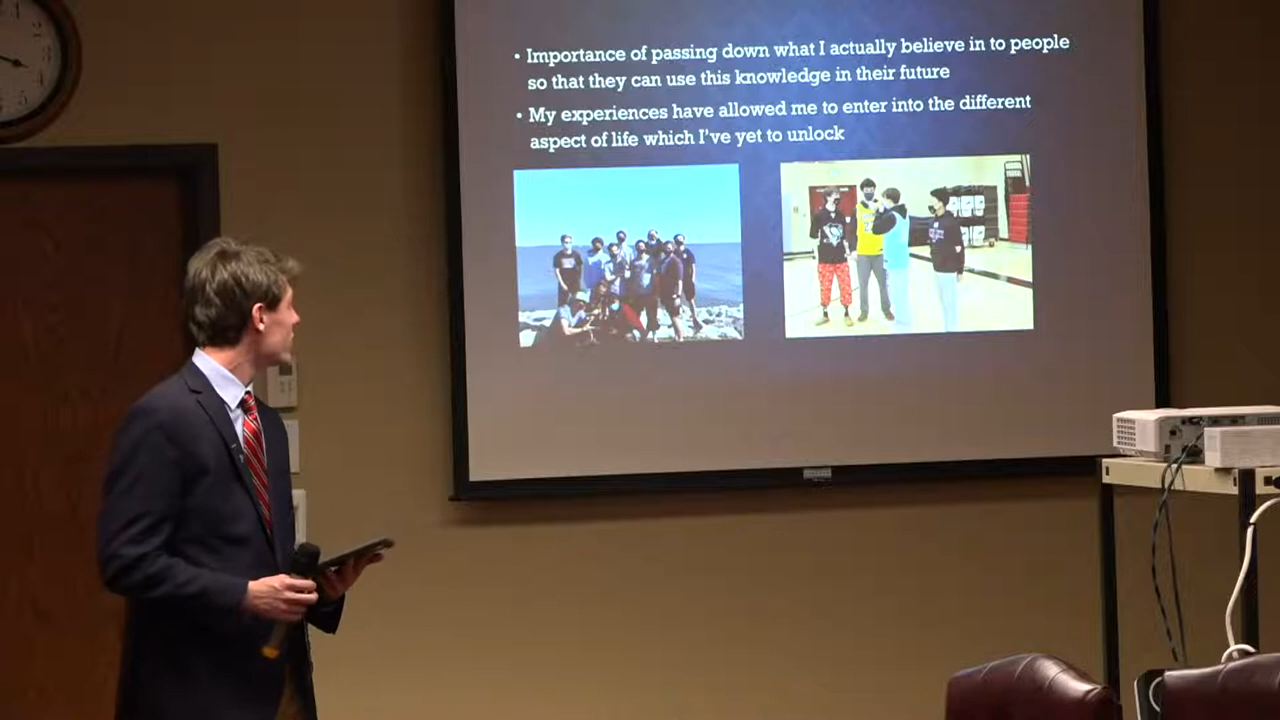 • Importance of passing down what I actually believe in to people
so that they can use this knowledge in their future
• My experiences have allowed me to enter into the different
aspect of life which I've yet to unlock